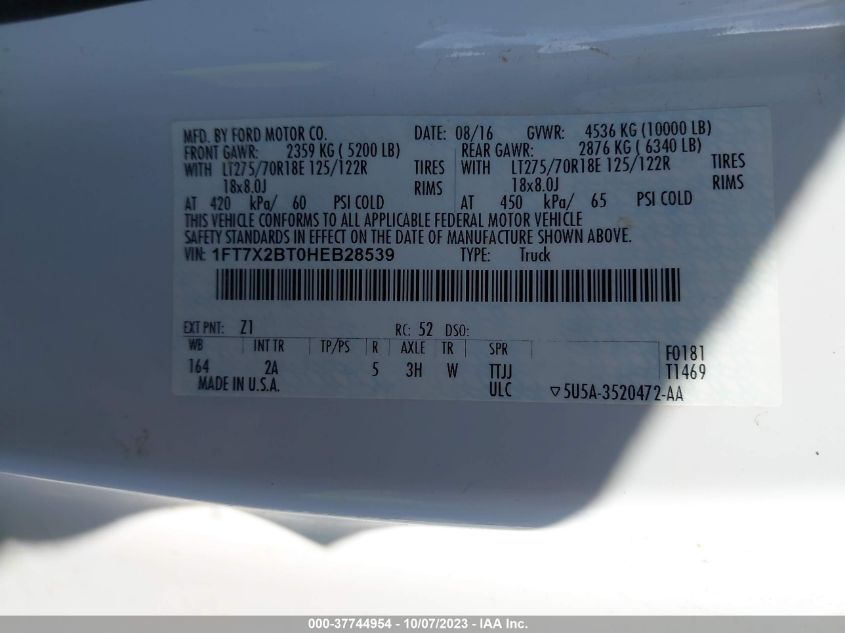 MFD. BY FORD MOTOR CO. DATE: 08/16 GVWR: 4536 KG (10000 LB)
FRONT GAWR: 2359 KG ( 5200 LB) REAR GAWR: 2876 KG ( 6340 LB)
WITH LT275/70R18E 125/122R TIRES WITH LT275/70R18E 125/122R TIRES
18x8.0J RIMS 18x8.0J RIMS
AT 420 kPa/ 60 PSI COLD AT 450 kPa/ 65 PSI COLD
THIS VEHICLE CONFORMS TO ALL APPLICABLE FEDERAL MOTOR VEHICLE
SAFETY STANDARDS IN EFFECT ON THE DATE OF MANUFACTURE SHOWN ABOVE.
VIN: 1FT7X2BT0HEB28539 TYPE: Truck
EXT PNT: Z1 RC: 52 DSO:
WB INT TR TP/PS R AXLE TR SPR F0181
164 2A 5 3H W TTJJ T1469
MADE IN U.S.A. ULC ▽5U5A-3520472-AA
000-37744954 - 10/07/2023 - IAA Inc.